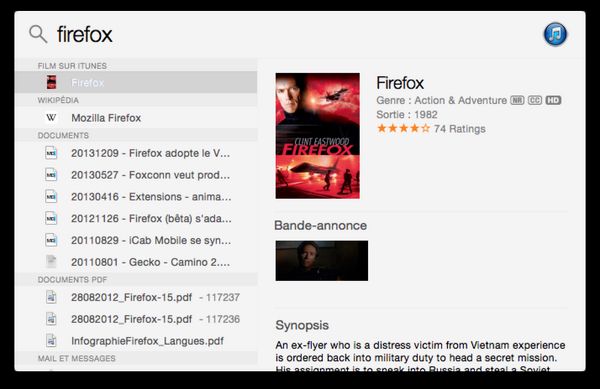 firefox
FILM SUR ITUNES
Firefox
WIKIPÉDIA
Mozilla Firefox
DOCUMENTS
20131209 - Firefox adopte le V...
20130527 - Foxconn veut prod...
20130416 - Extensions - anima...
20121126 - Firefox (bêta) s'ada...
20110829 - iCab Mobile se syn...
20110801 - Gecko - Camino 2....
DOCUMENTS PDF
28082012_Firefox-15.pdf - 117237
28082012_Firefox-15.pdf - 117236
InfographieFirefox_Langues.pdf
MAIL ET MESSAGES
CLINT EASTWOOD
FIREFOX
Firefox
Genre : Action & Adventure NR CC HD
Sortie : 1982
74 Ratings
Bande-annonce
Synopsis
An ex-flyer who is a distress victim from Vietnam experience
is ordered back into military duty to head a secret mission.
His assignment is to sneak into Russia and steal a Soviet